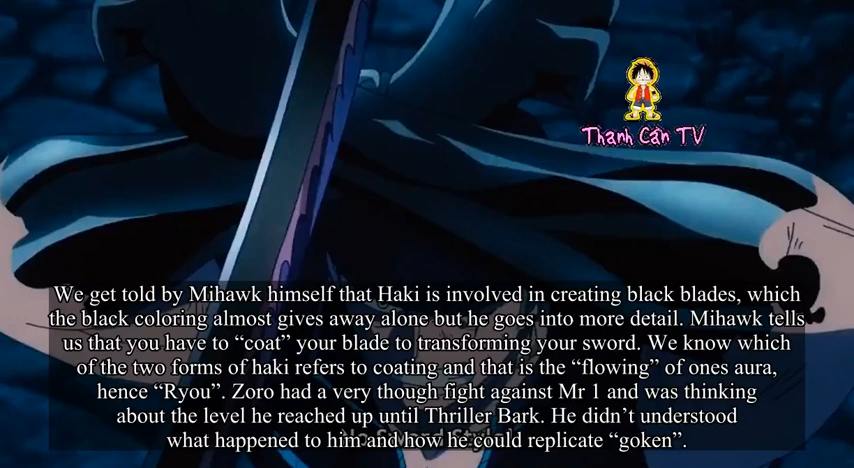 Thanh Cán TV
We get told by Mihawk himself that Haki is involved in creating black blades, which
the black coloring almost gives away alone but he goes into more detail. Mihawk tells
us that you have to “coat” your blade to transforming your sword. We know which
of the two forms of haki refers to coating and that is the “flowing” of ones aura,
hence “Ryou”. Zoro had a very though fight against Mr 1 and was thinking
about the level he reached up until Thriller Bark. He didn’t understood
what happened to him and how he could replicate “goken”.